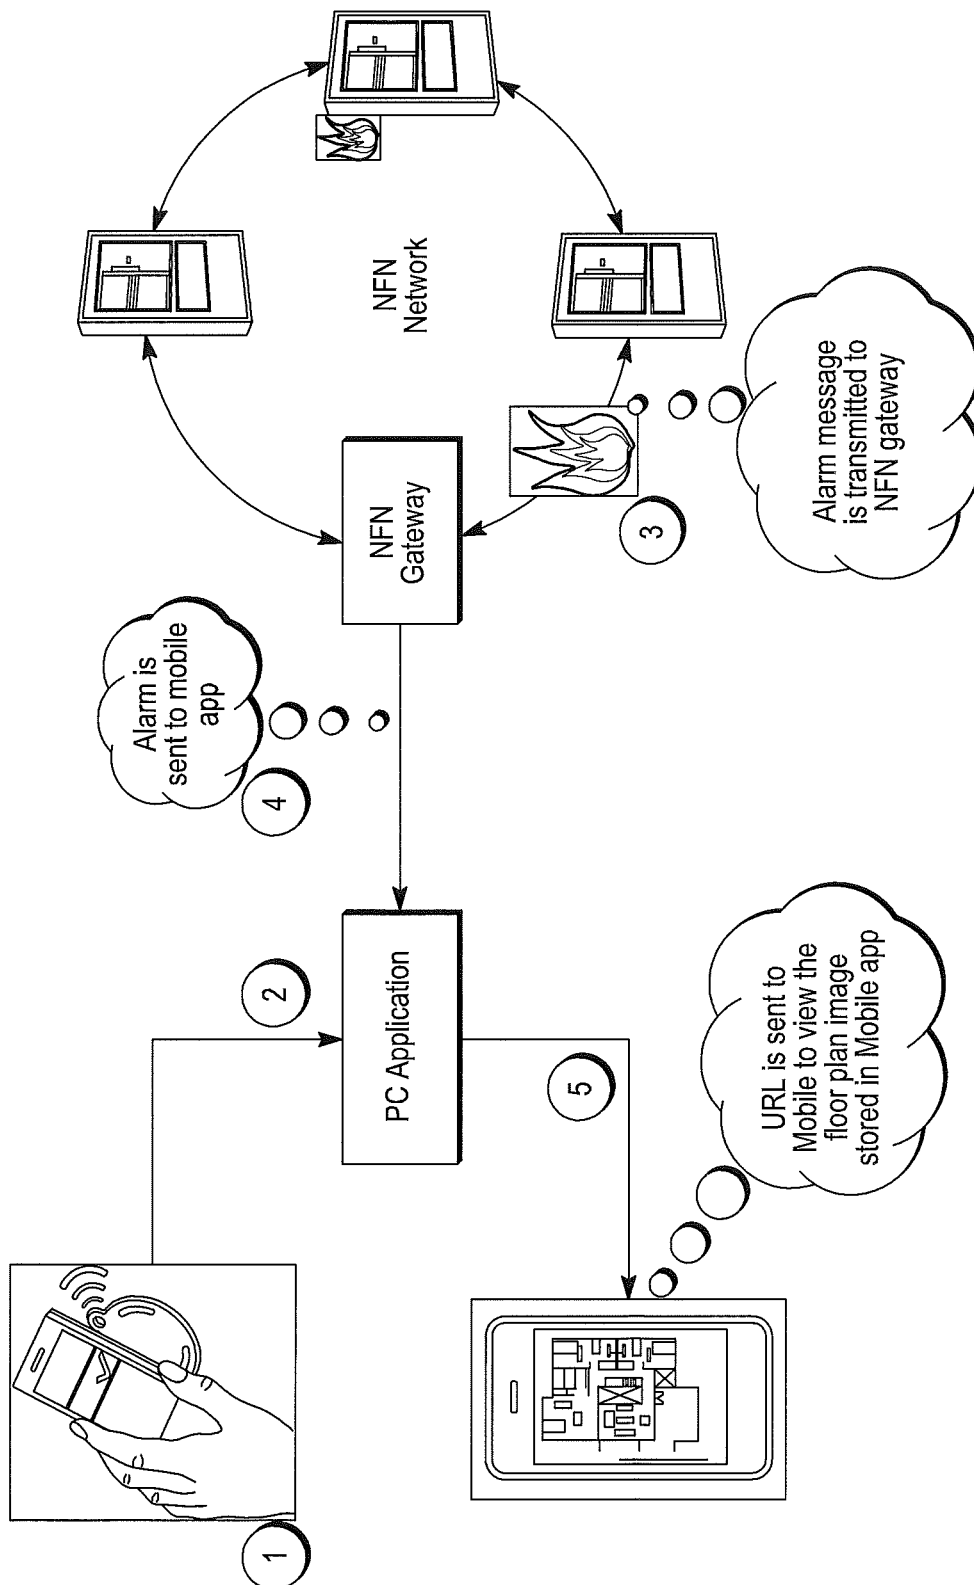 1
2
PC Application
5
URL is sent to
Mobile to view the
floor plan image
stored in Mobile app
4
Alarm is
sent to mobile
app
NFN
Gateway
3
Alarm message
is transmitted to
NFN gateway
NFN
Network